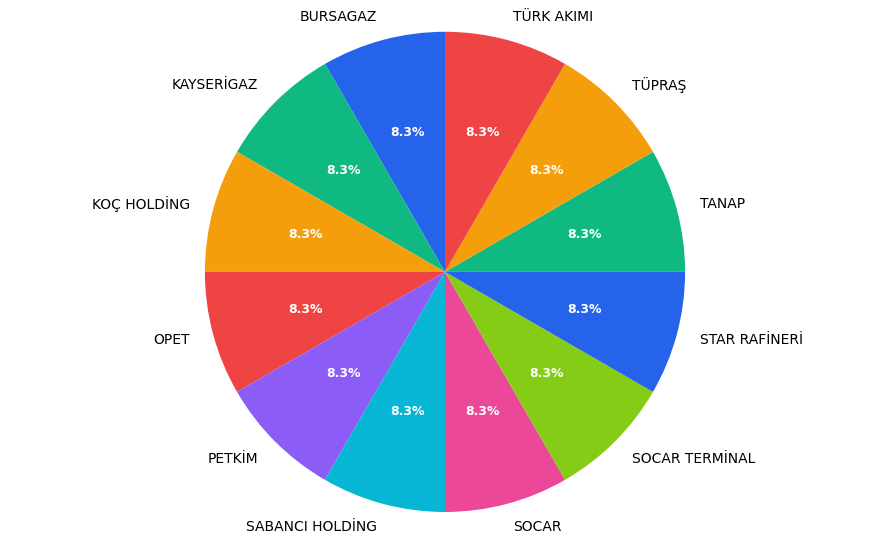 BURSAGAZ
TÜRK AKIMI
KAYSERİGAZ
TÜPRAŞ
8.3%
8.3%
8.3%
8.3%
KOÇ HOLDİNG
TANAP
8.3%
8.3%
8.3%
8.3%
OPET
STAR RAFİNERİ
8.3%
8.3%
8.3%
8.3%
PETKİM
SOCAR TERMİNAL
SABANCI HOLDİNG
SOCAR